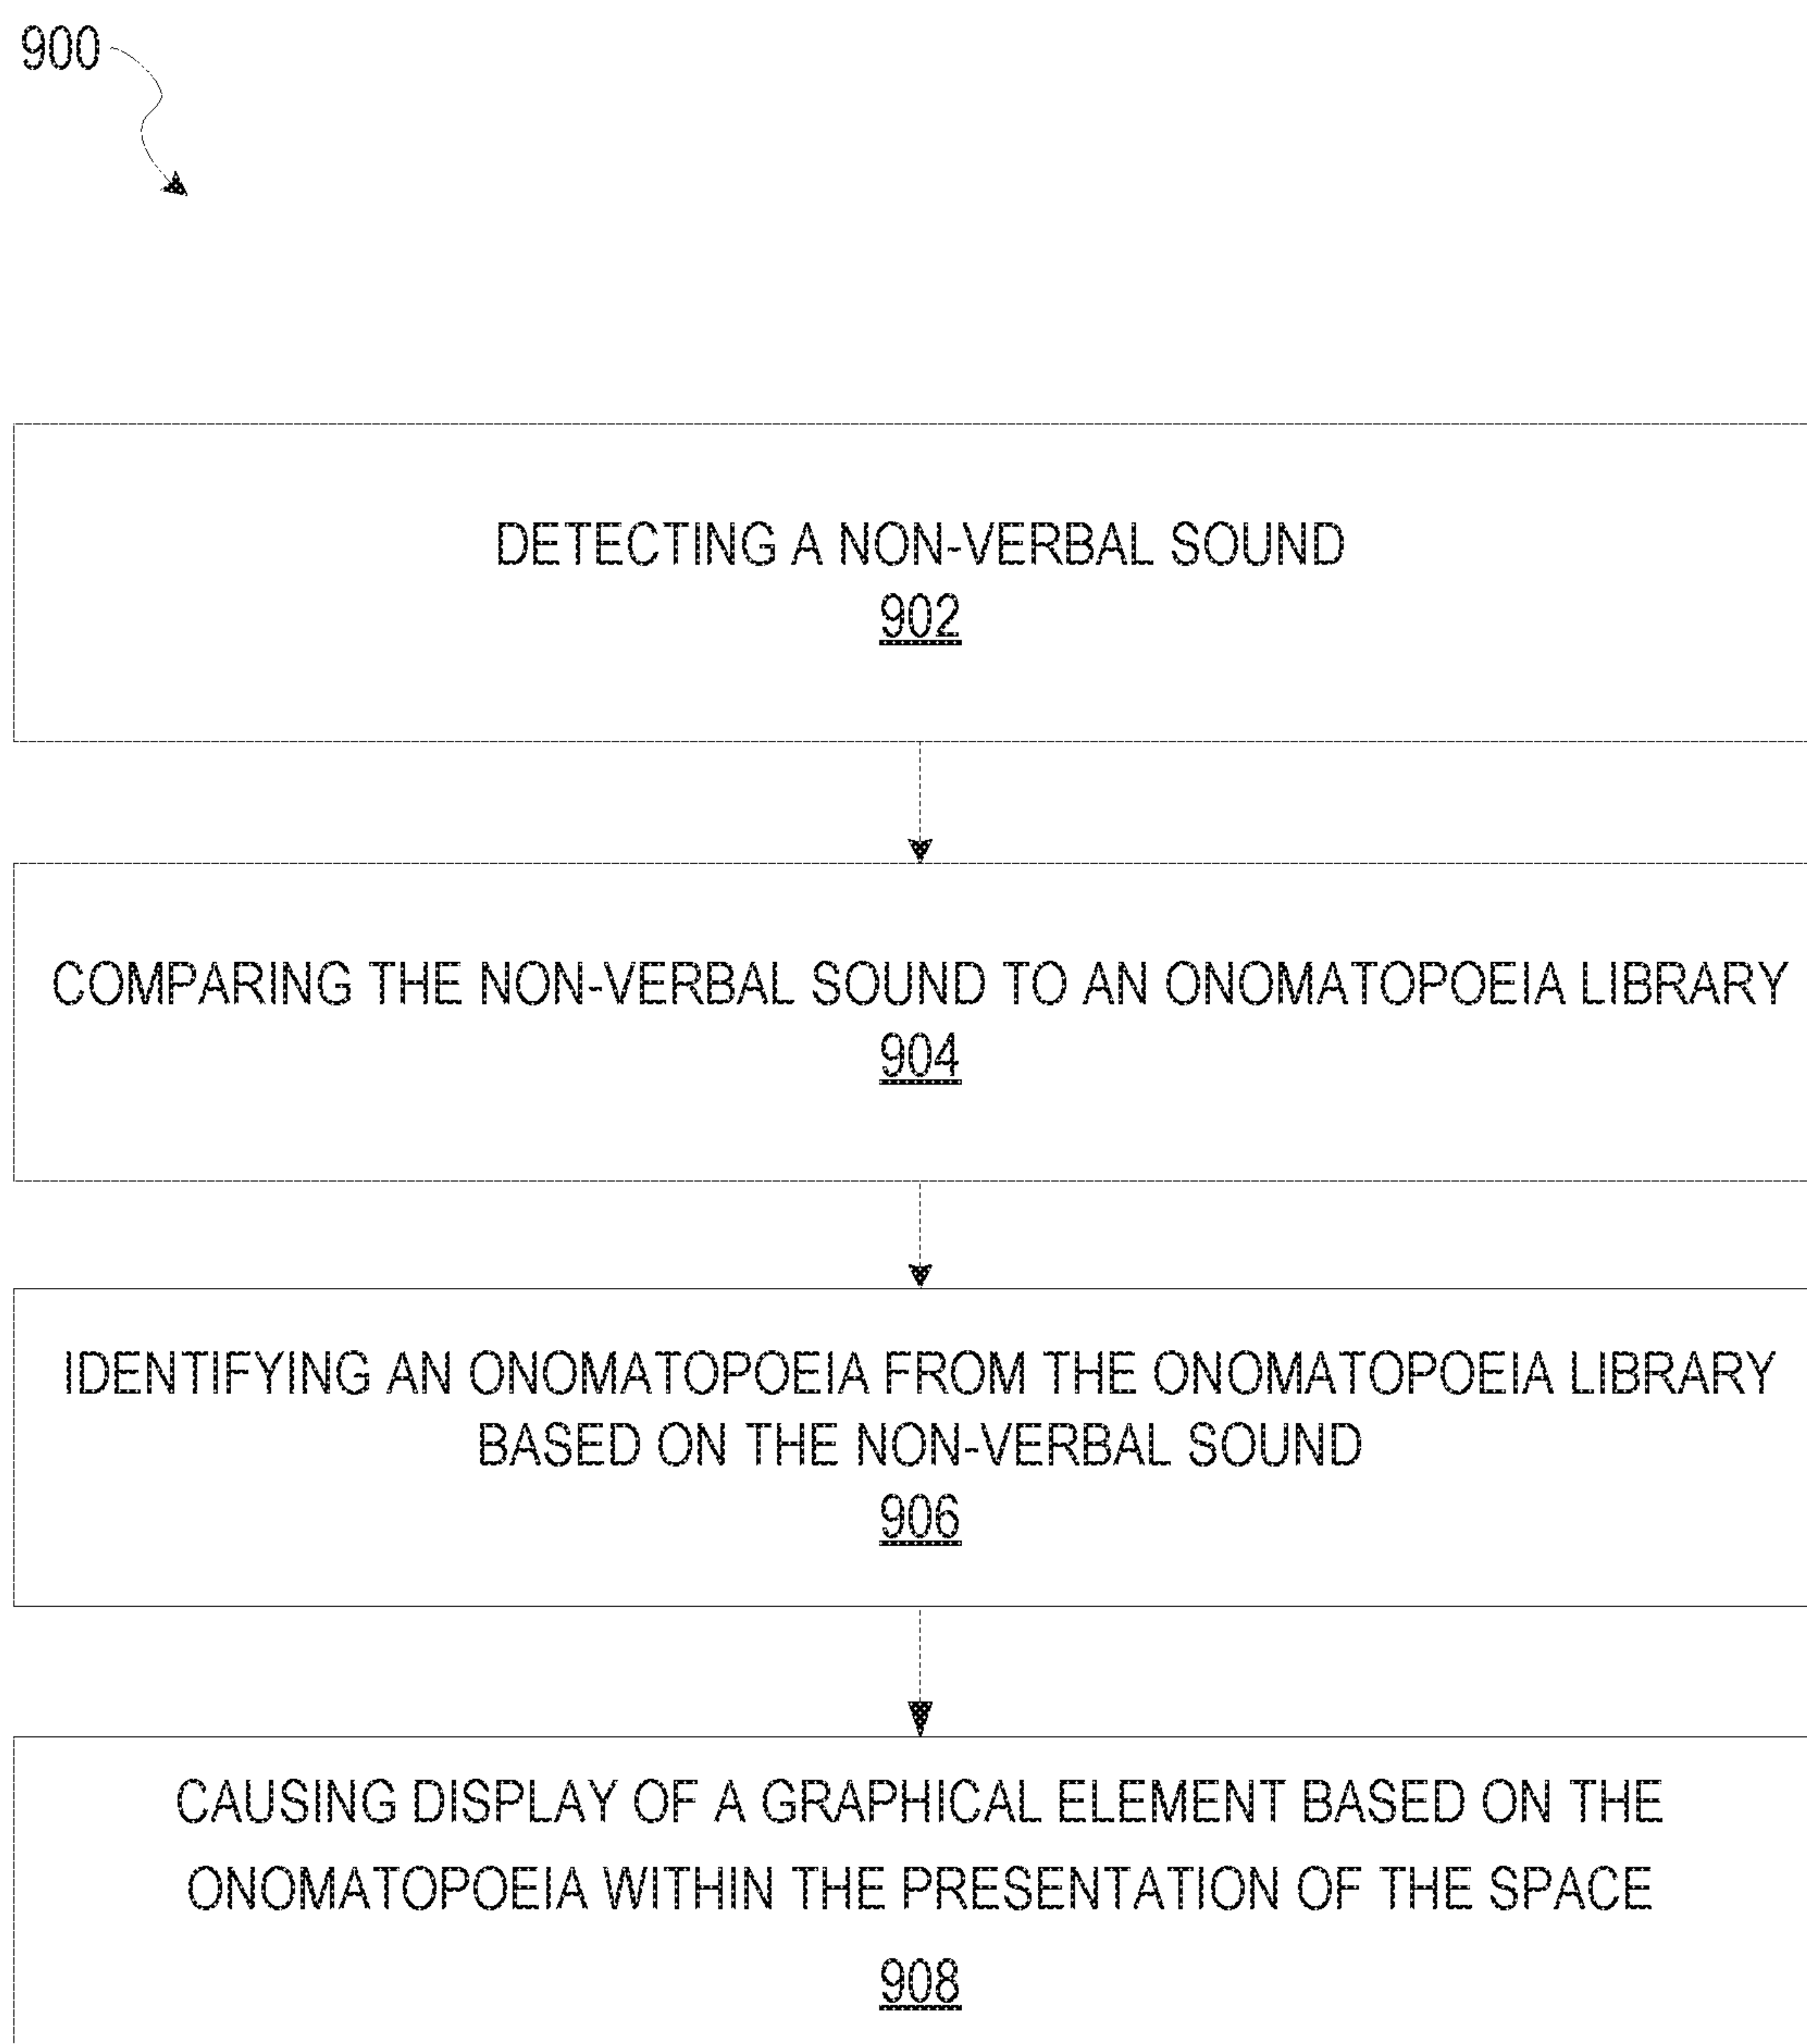 900
DETECTING A NON-VERBAL SOUND
902
COMPARING THE NON-VERBAL SOUND TO AN ONOMATOPOEIA LIBRARY
904
IDENTIFYING AN ONOMATOPOEIA FROM THE ONOMATOPOEIA LIBRARY
BASED ON THE NON-VERBAL SOUND
906
CAUSING DISPLAY OF A GRAPHICAL ELEMENT BASED ON THE
ONOMATOPOEIA WITHIN THE PRESENTATION OF THE SPACE
908